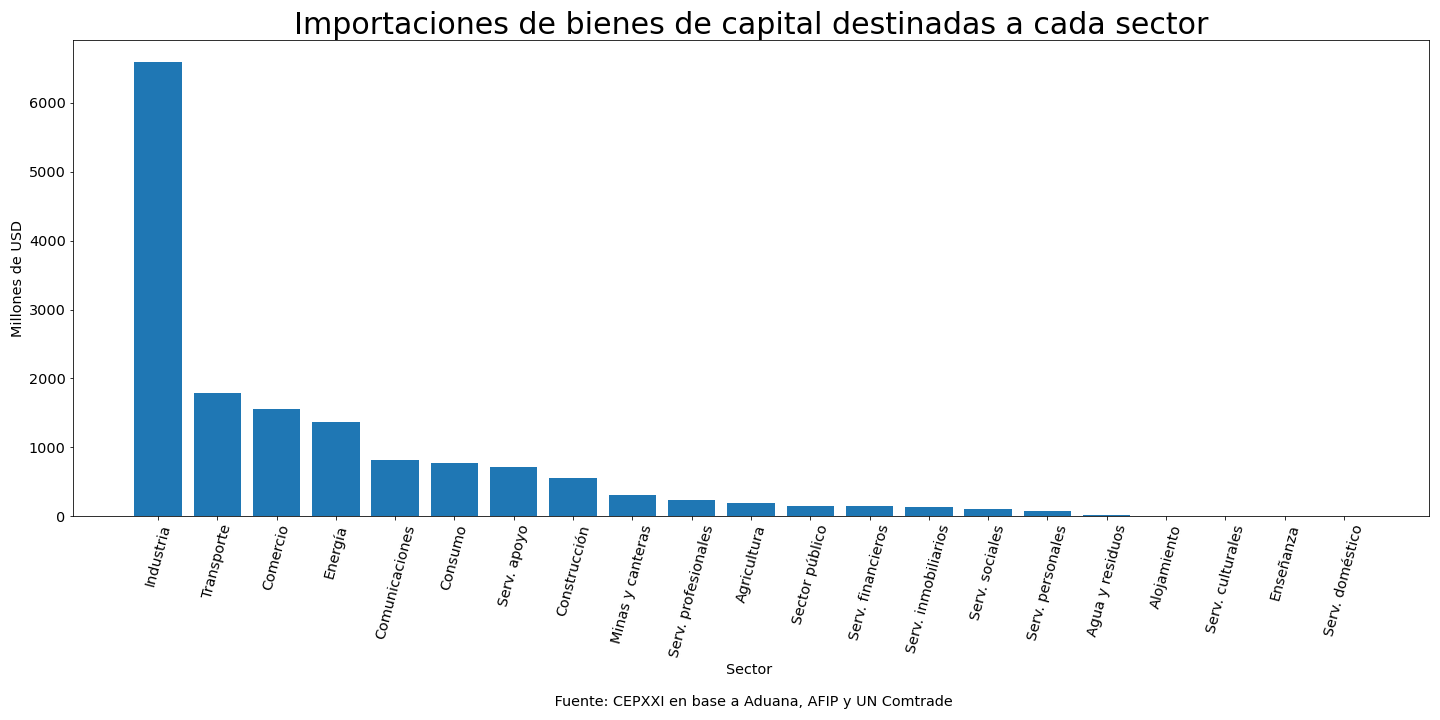 Importaciones de bienes de capital destinadas a cada sector
Millones de USD
6000
5000
4000
3000
2000
1000
0
Industria
Transporte
Comercio
Energía
Comunicaciones
Consumo
Serv. apoyo
Construcción
Minas y canteras
Serv. profesionales
Agricultura
Sector público
Serv. financieros
Serv. inmobiliarios
Serv. sociales
Serv. personales
Agua y residuos
Alojamiento
Serv. culturales
Enseñanza
Serv. doméstico
Sector
Fuente: CEPXXI en base a Aduana, AFIP y UN Comtrade